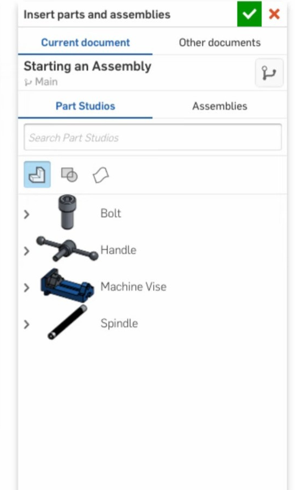 Insert parts and assemblies
Current document
Other documents
Starting an Assembly
Main
Part Studios
Assemblies
Search Part Studios
Bolt
Handle
Machine Vise
Spindle